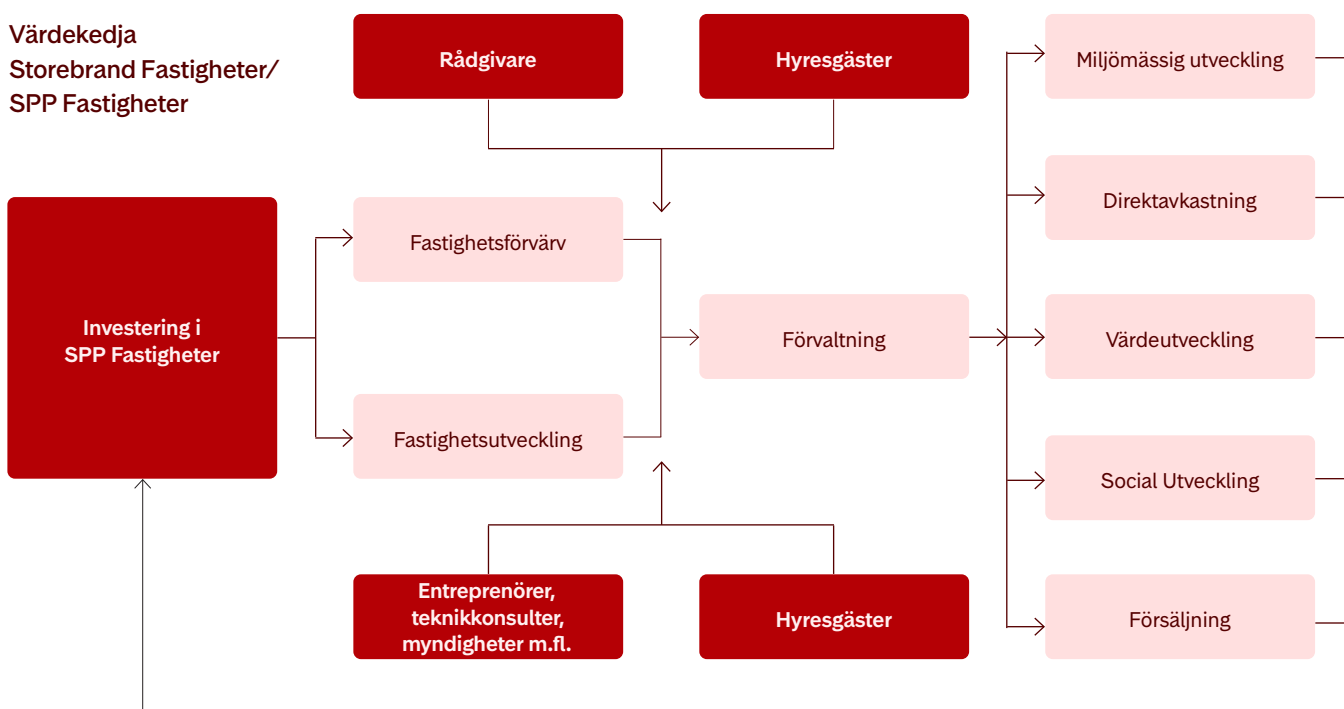 Värdekedja
Storebrand Fastigheter/
SPP Fastigheter
Rådgivare
Hyresgäster
Miljömässig utveckling
Direktavkastning
Fastighetsförvärv
Investering i
SPP Fastigheter
Förvaltning
Värdeutveckling
Fastighetsutveckling
Social Utveckling
Entreprenörer,
teknikkonsulter,
myndigheter m.fl.
Hyresgäster
Försäljning